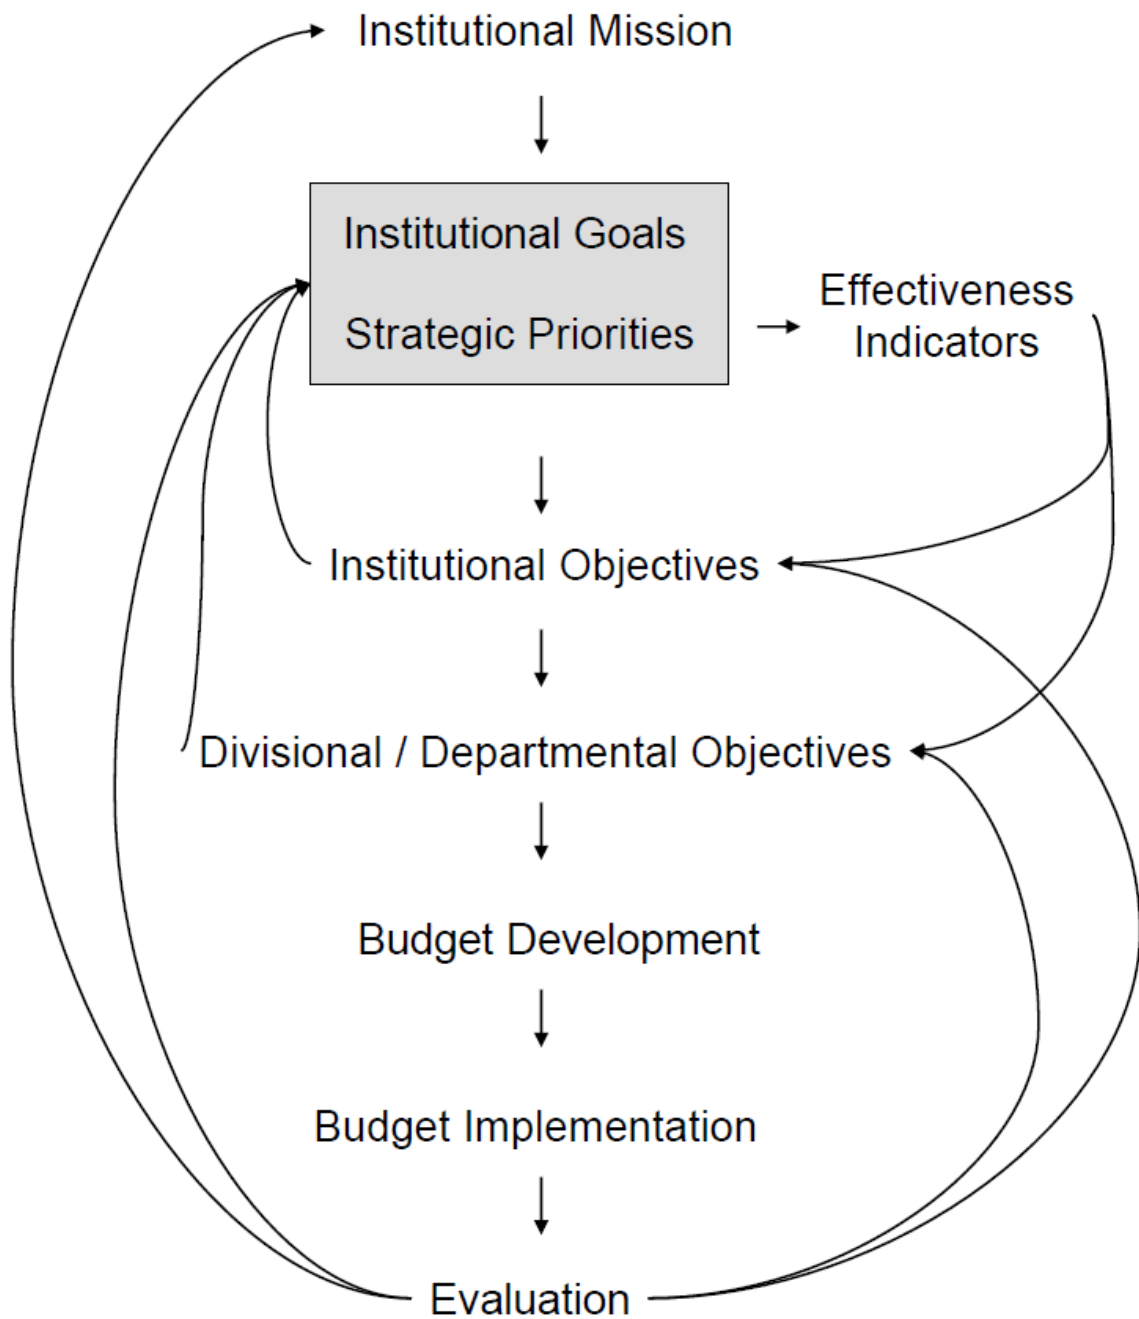 Institutional Mission
Institutional Goals
Strategic Priorities
Effectiveness
Indicators
Institutional Objectives
Divisional / Departmental Objectives
Budget Development
Budget Implementation
Evaluation